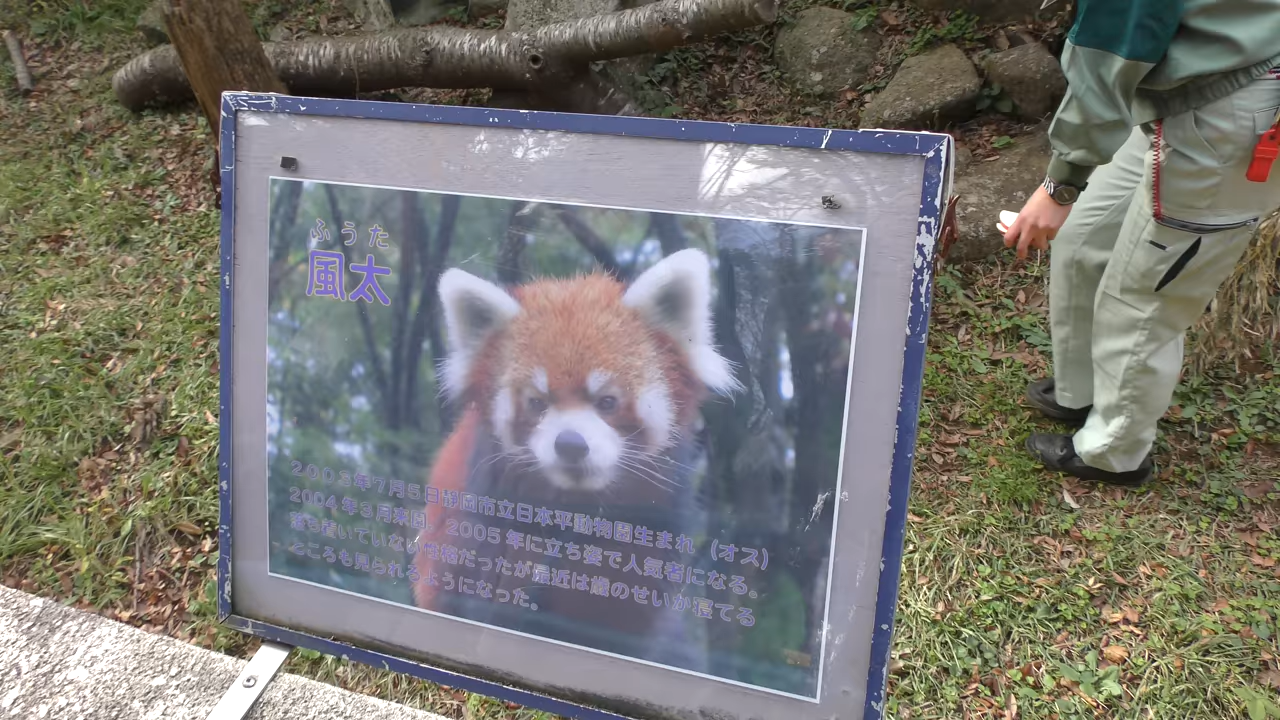 ふうた
風太
2003年7月5日静岡市立日本平動物園生まれ（オス）
2004年3月来園 2005年に立ち姿で人気者になる。
落ち着いていない性格だったが最近は歳のせいか寝てる
ところも見られるようになった。